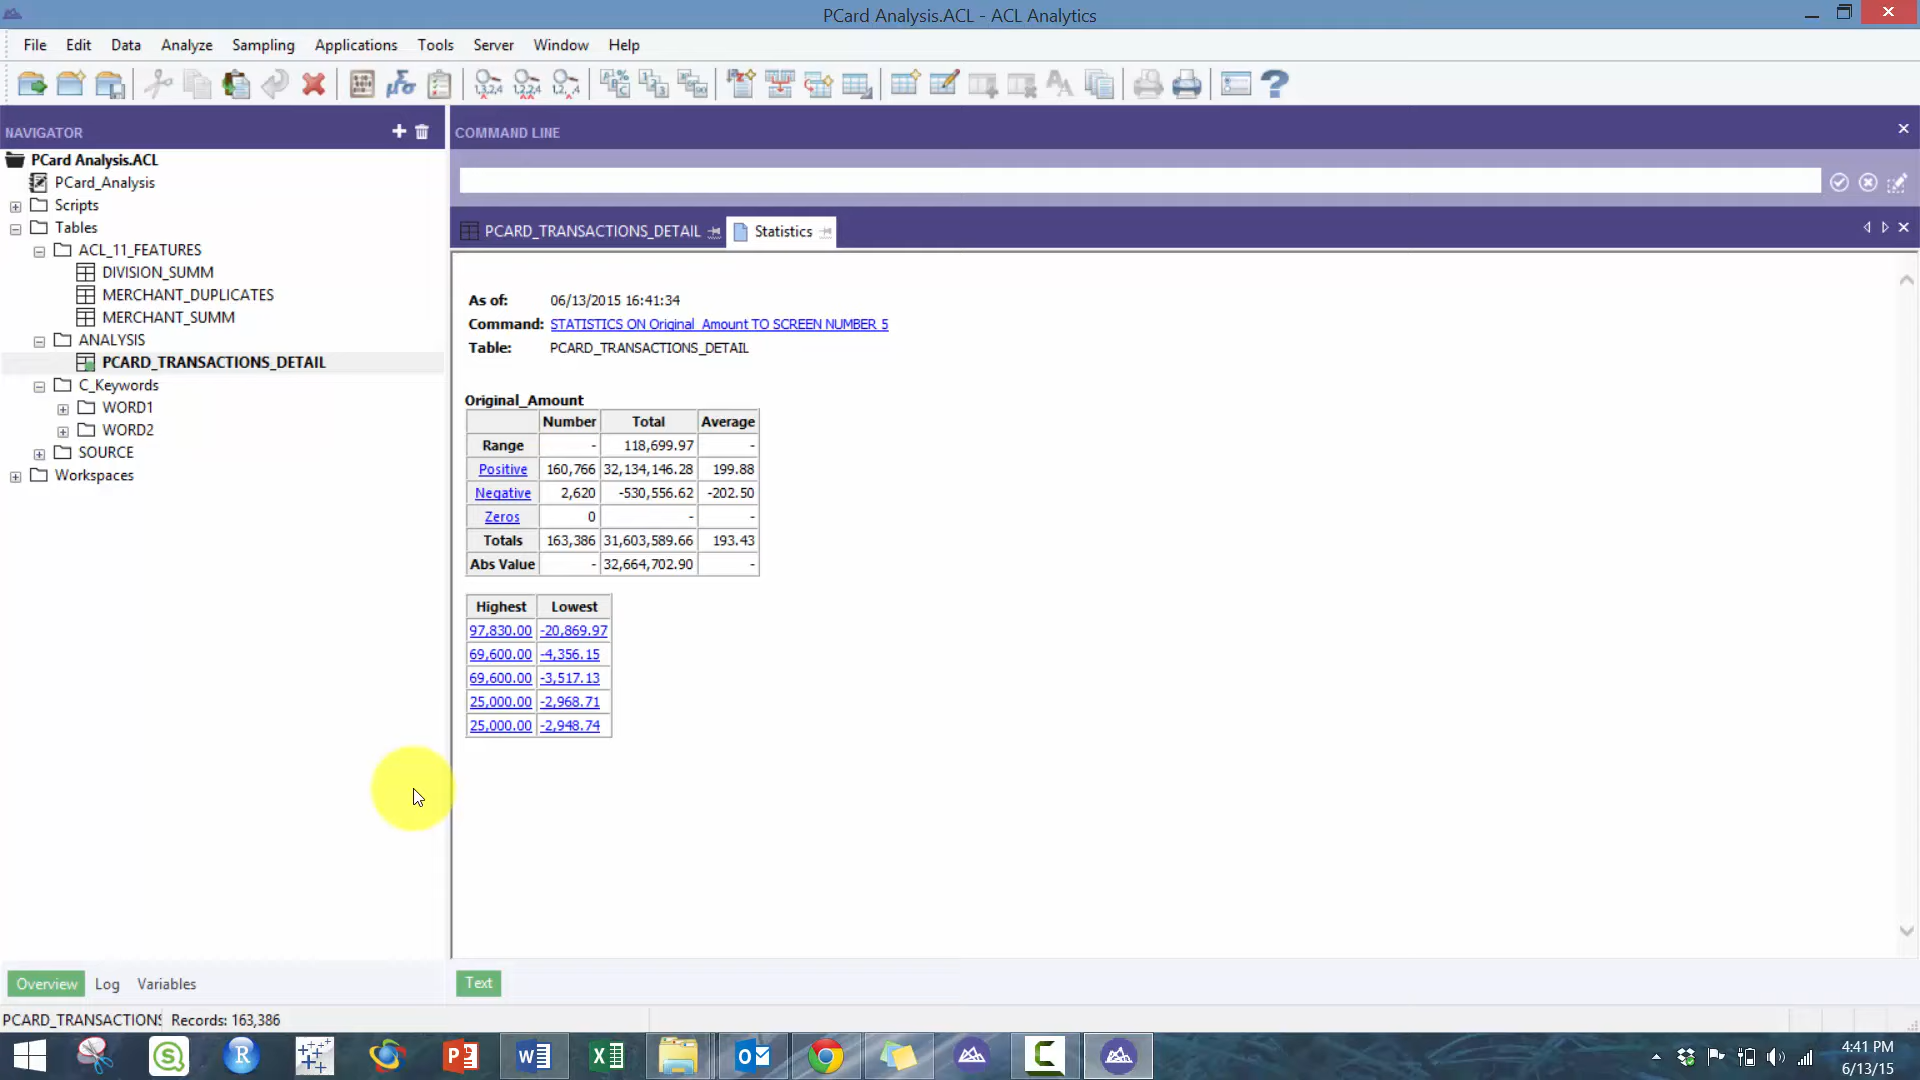 PCard Analysis.ACL - ACL Analytics
File Edit Data Analyze Sampling Applications Tools Server Window Help
NAVIGATOR
PCard Analysis.ACL
PCard_Analysis
Scripts
Tables
ACL_11_FEATURES
DIVISION_SUMM
MERCHANT_DUPLICATES
MERCHANT_SUMM
ANALYSIS
PCARD_TRANSACTIONS_DETAIL
C_Keywords
WORD1
WORD2
SOURCE
Workspaces
COMMAND LINE
PCARD_TRANSACTIONS_DETAIL Statistics
As of: 06/13/2015 16:41:34
Command: STATISTICS ON Original_Amount TO SCREEN NUMBER 5
Table: PCARD_TRANSACTIONS_DETAIL
Original_Amount
Number Total Average
Range - 118,699.97 -
Positive 160,766 32,134,146.28 199.88
Negative 2,620 -530,556.62 -202.50
Zeros 0 - -
Totals 163,386 31,603,589.66 193.43
Abs Value - 32,664,702.90 -
Highest Lowest
97,830.00 -20,869.97
69,600.00 -4,356.15
69,600.00 -3,517.13
25,000.00 -2,968.71
25,000.00 -2,948.74
Overview Log Variables
Text
PCARD_TRANSACTIONS Records: 163,386
4:41 PM
6/13/15